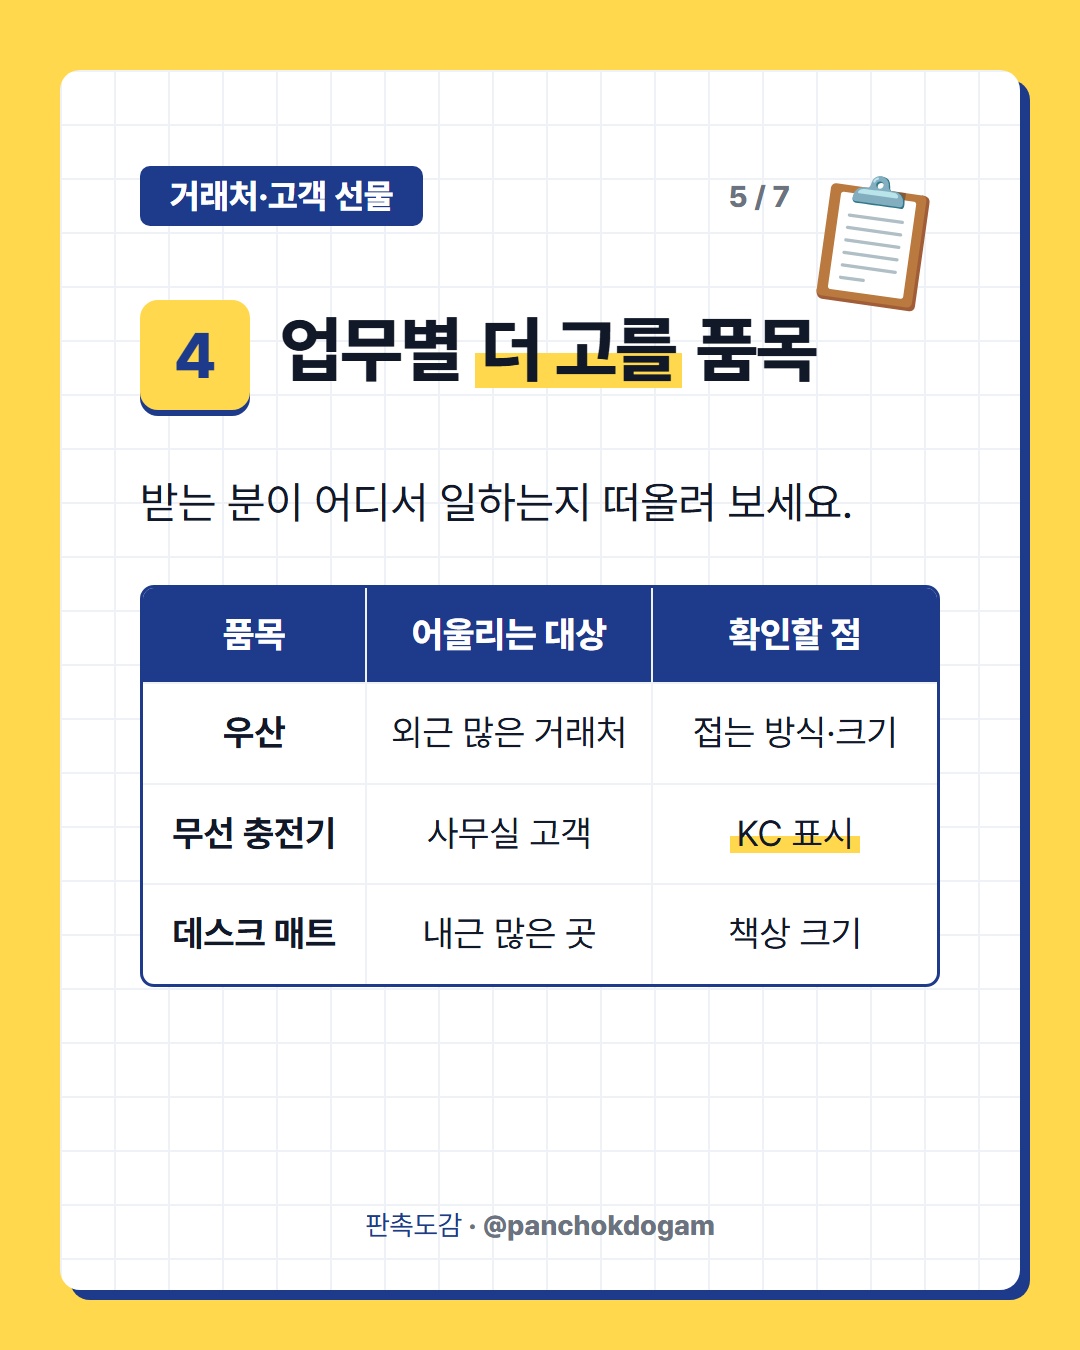 거래처·고객 선물
5 / 7
4
업무별 더 고를 품목
받는 분이 어디서 일하는지 떠올려 보세요.
품목 어울리는 대상 확인할 점
우산 외근 많은 거래처 접는 방식·크기
무선 충전기 사무실 고객 KC 표시
데스크 매트 내근 많은 곳 책상 크기
판촉도감 · @panchokdogam